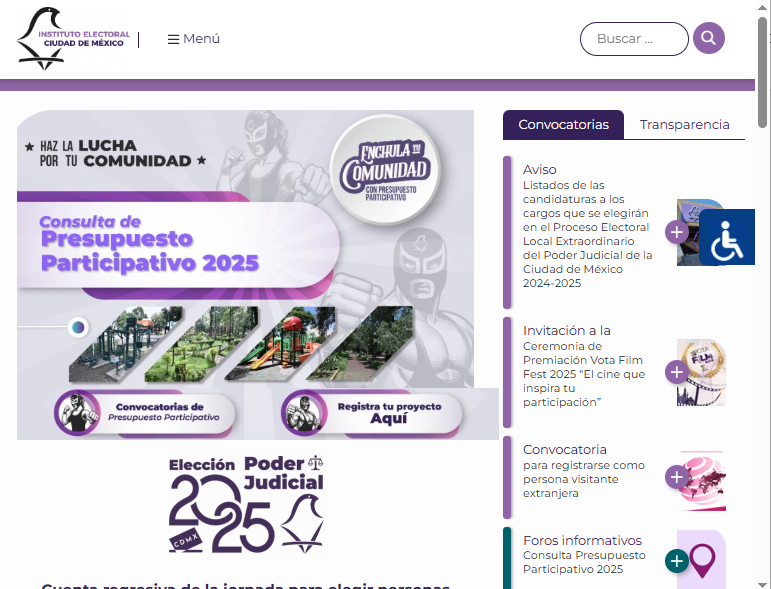 INSTITUTO ELECTORAL
CIUDAD DE MÉXICO
Menú
Buscar ...
HAZ LA LUCHA
POR TU COMUNIDAD
ENCHULA TU
COMUNIDAD
CON PRESUPUESTO
PARTICIPATIVO
Consulta de
Presupuesto
Participativo 2025
Convocatorias de
Presupuesto Participativo
Registra tu proyecto
Aquí
Elección Poder
Judicial
2025
CDMX
Cuenta regresiva de la jornada para elegir personas
Convocatorias
Transparencia
Aviso
Listados de las
candidaturas a los
cargos que se elegirán
en el Proceso Electoral
Local Extraordinario
del Poder Judicial de la
Ciudad de México
2024-2025
Invitación a la
Ceremonia de
Premiación Vota Film
Fest 2025 “El cine que
inspira tu
participación”
VOTA
FILM
Convocatoria
para registrarse como
persona visitante
extranjera
Foros informativos
Consulta Presupuesto
Participativo 2025